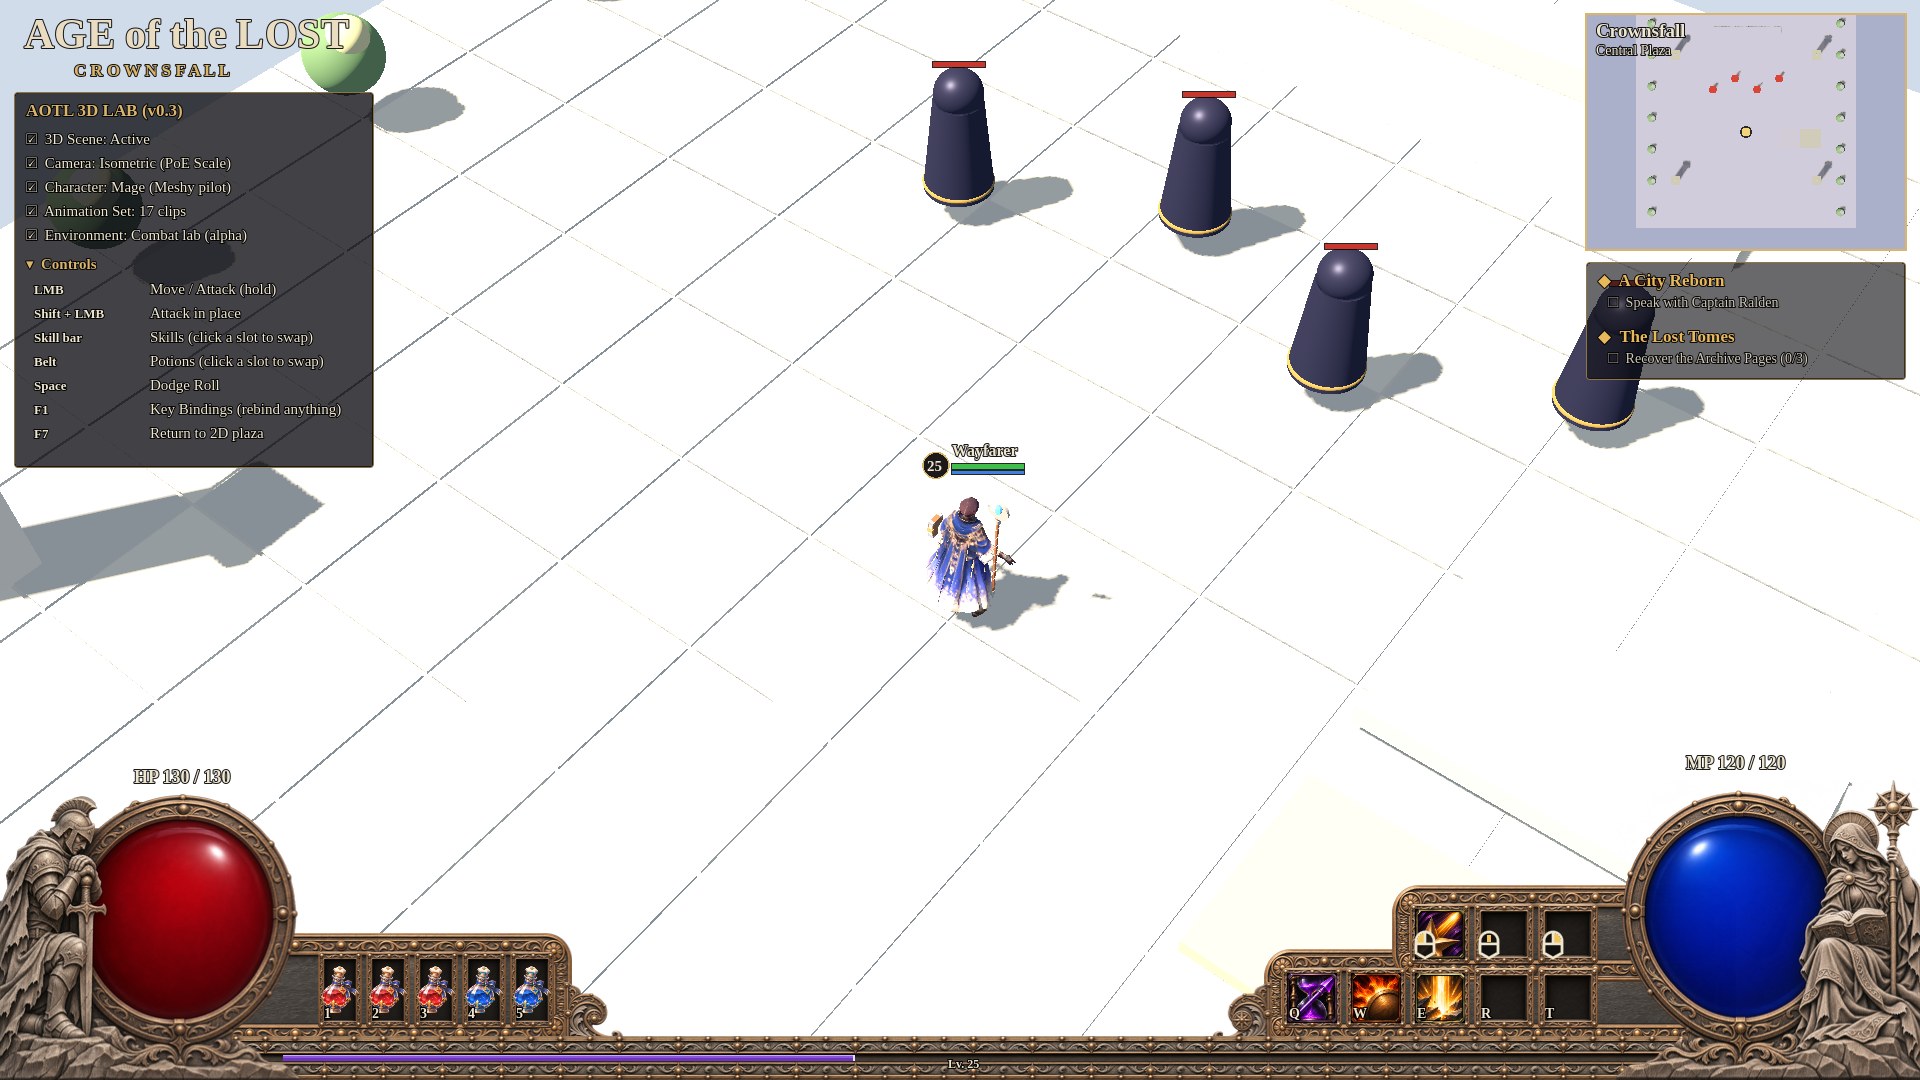 AGE of the LOST
CROWNSFALL
AOTL 3D LAB (v0.3)
3D Scene: Active
Camera: Isometric (PoE Scale)
Character: Mage (Meshy pilot)
Animation Set: 17 clips
Environment: Combat lab (alpha)
▼ Controls
LMB Move / Attack (hold)
Shift + LMB Attack in place
Skill bar Skills (click a slot to swap)
Belt Potions (click a slot to swap)
Space Dodge Roll
F1 Key Bindings (rebind anything)
F7 Return to 2D plaza
Crownsfall
Central Plaza
A City Reborn
Speak with Captain Ralden
The Lost Tomes
Recover the Archive Pages (0/3)
Wayfarer
25
HP 130 / 130
MP 120 / 120
1 2 3 4 5
Q W E R T
Lv. 25